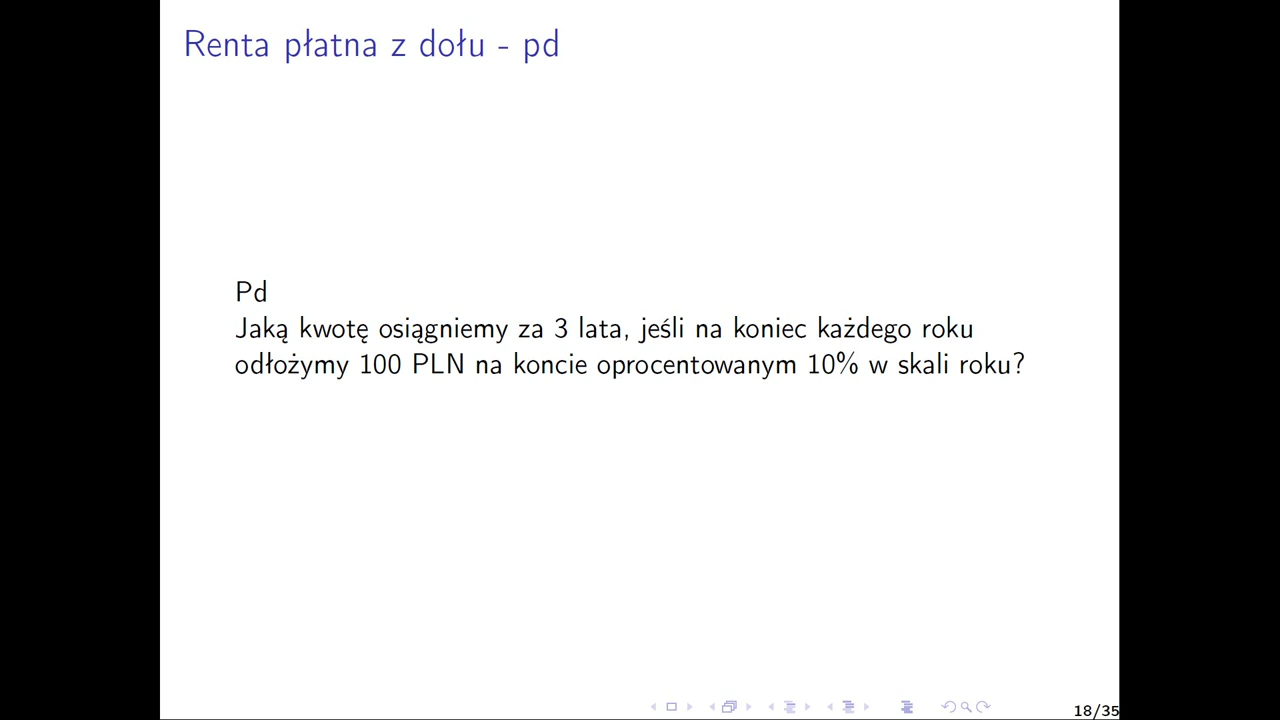 Renta płatna z dołu - pd
Pd
Jaką kwotę osiągniemy za 3 lata, jeśli na koniec każdego roku
odłożymy 100 PLN na koncie oprocentowanym 10% w skali roku?
18/35